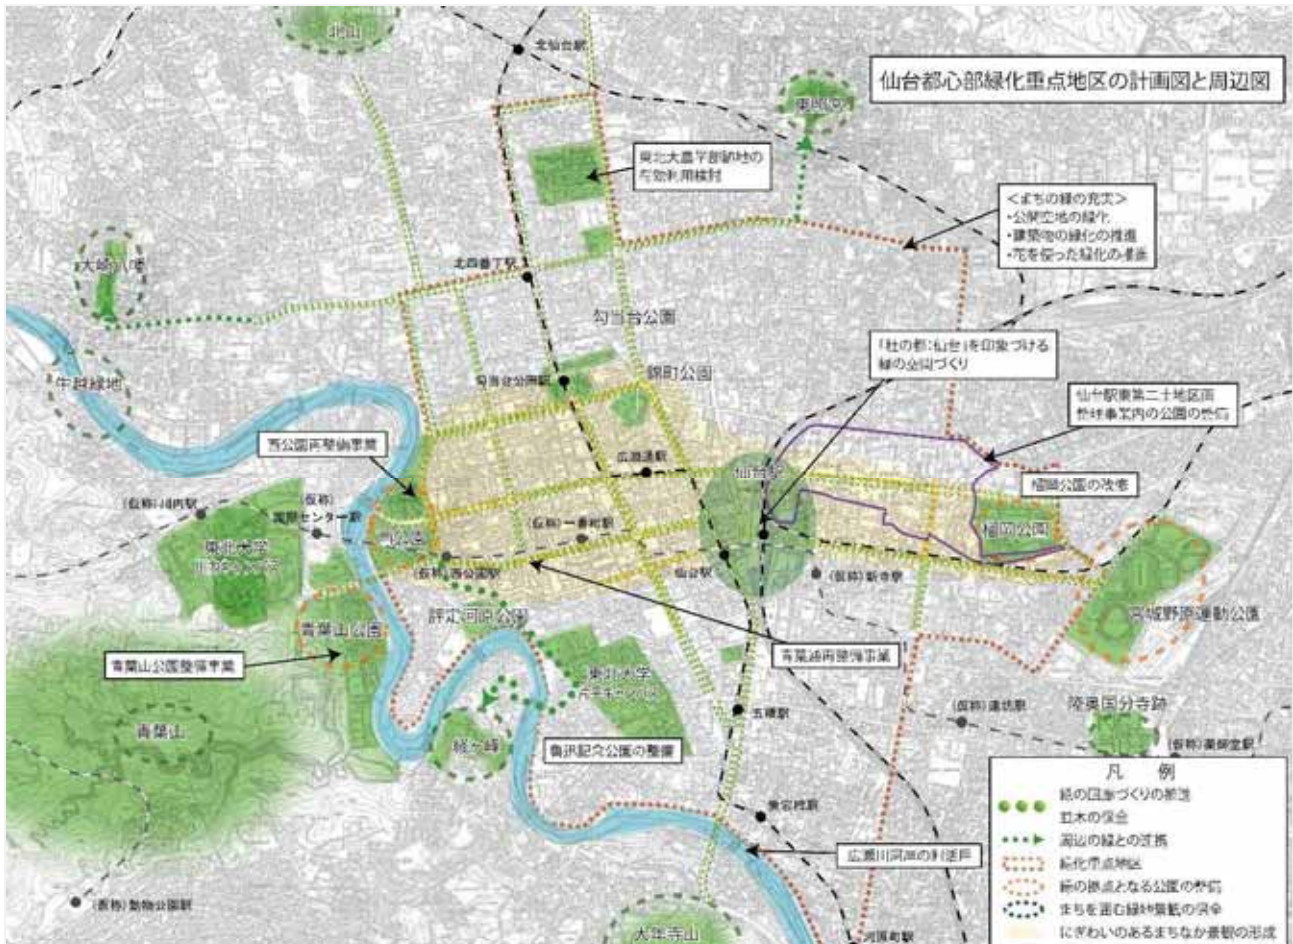 北山
北仙台駅
仙台都心部緑化重点地区の計画図と周辺図
東照宮
東北大農学部跡地の
有効利用検討
<まちの緑の充実>
・公開空地の緑化
・建築物の緑化の推進
・花を使った緑化の推進
大崎八幡
北四番丁駅
勾当台公園
「杜の都・仙台」を印象づける
緑の空間づくり
牛越緑地
勾当台公園駅
錦町公園
仙台駅東第二土地区画
整理事業内の公園の整備
西公園再整備事業
広瀬通駅
仙台駅
榴岡公園の改修
(仮称)川内駅
(仮称)
国際センター駅
(仮称)一番町駅
榴岡公園
東北大学
川内キャンパス
西公園
(仮称)西公園駅
仙台駅
(仮称)新寺駅
評定河原公園
宮城野原運動公園
青葉山公園
青葉山公園整備事業
東北大学
片平キャンパス
青葉通再整備事業
陸奥国分寺跡
(仮称)連坊駅
五橋駅
青葉山
経ケ峰
(仮称)薬師堂駅
凡 例
緑の回廊づくりの推進
並木の保全
周辺の緑との連携
緑化重点地区
緑の拠点となる公園の整備
まちを囲む緑地景観の保全
にぎわいのあるまちなか景観の形成
愛宕橋駅
広瀬川河岸の利活用
(仮称)動物公園駅
大年寺山
河原町駅